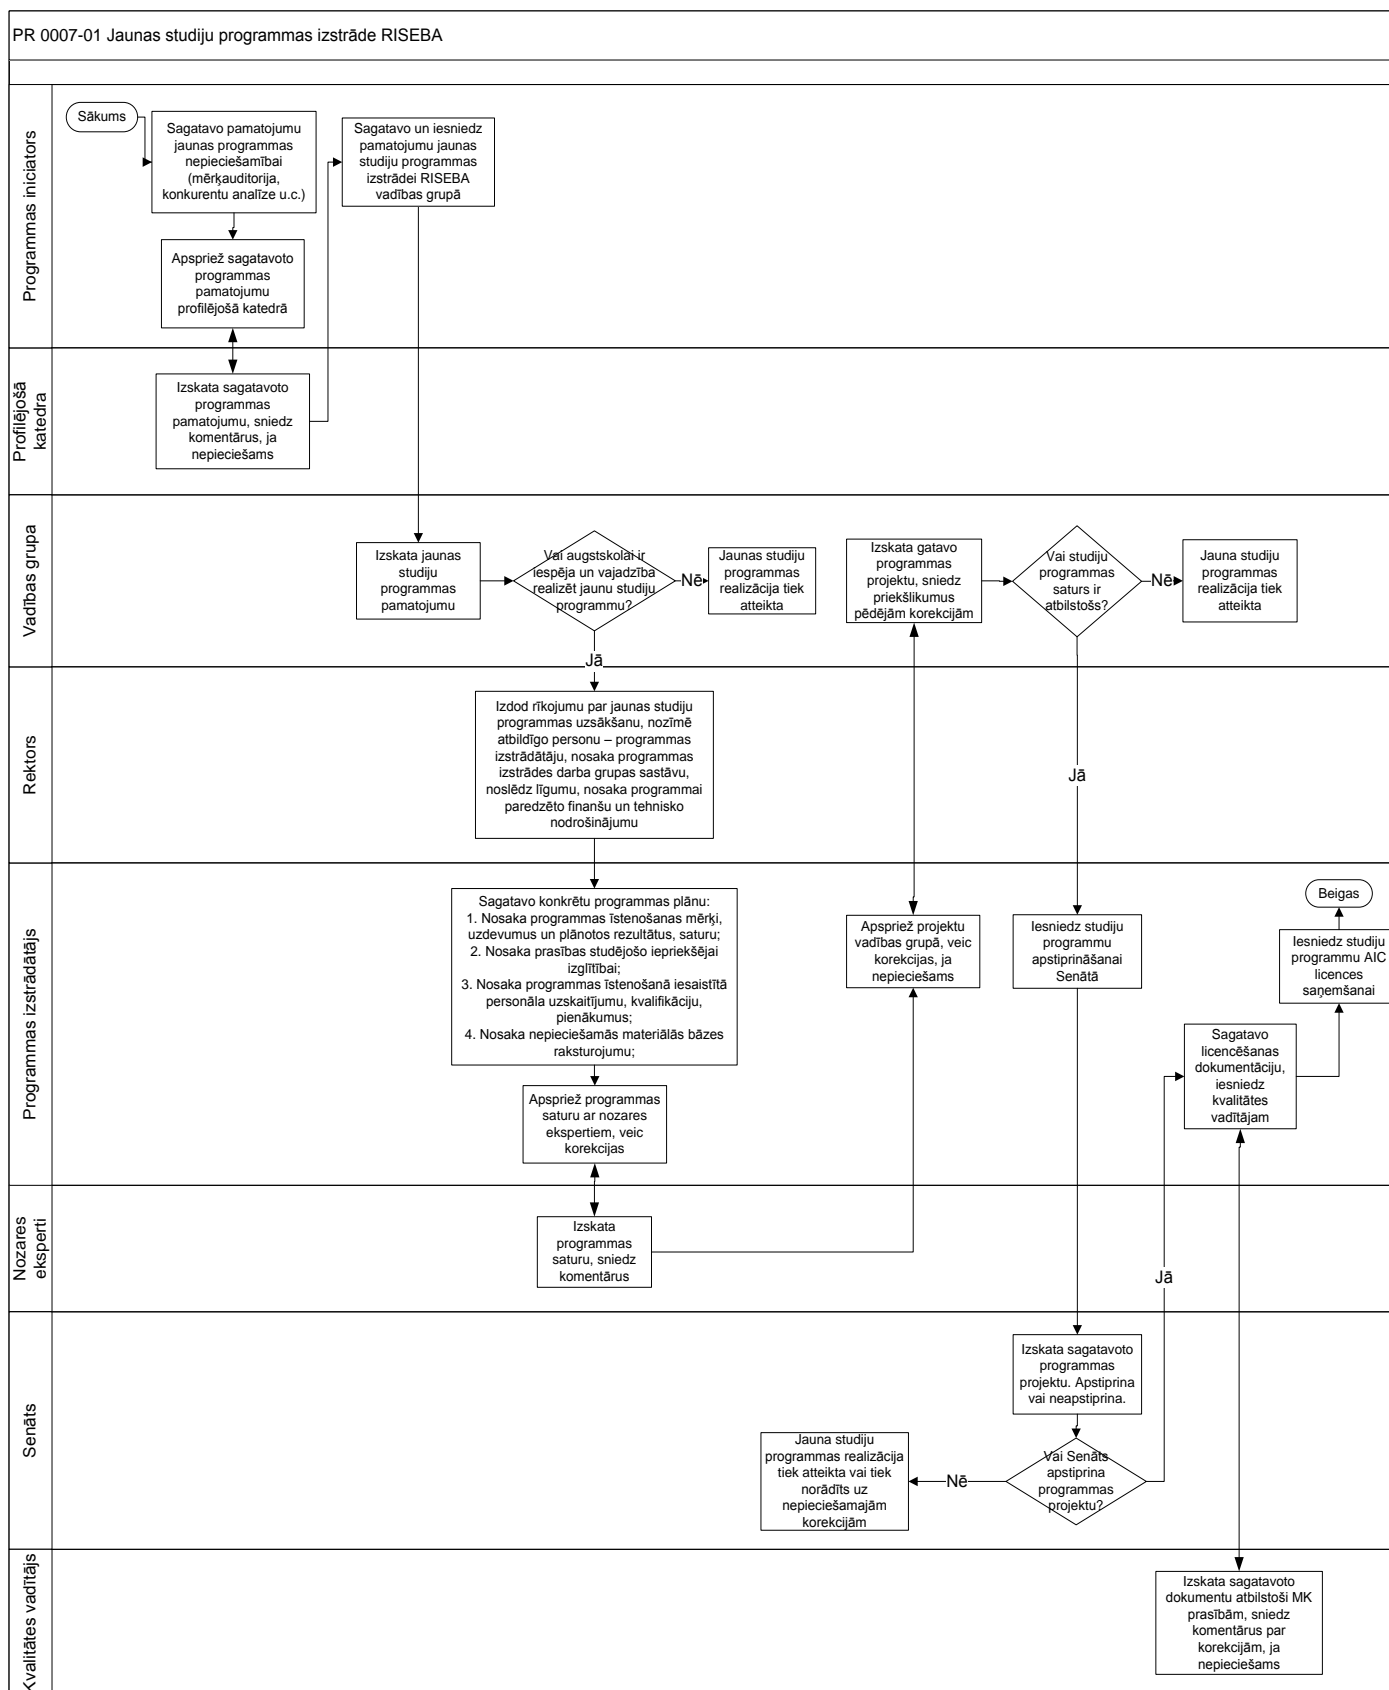 PR 0007-01 Jaunas studiju programmas izstrāde RISEBA
Programmas iniciators
Sākums
Sagatavo pamatojumu
jaunas programmas
nepieciešamībai
(mērķauditorija,
konkurentu analīze u.c.)
Sagatavo un iesniedz
pamatojumu jaunas
studiju programmas
izstrādei RISEBA
vadības grupā
Apspriež sagatavoto
programmas
pamatojumu
profilējošā katedrā
Profilējošā
katedra
Izskata sagatavoto
programmas
pamatojumu, sniedz
komentārus, ja
nepieciešams
Vadības grupa
Izskata jaunas
studiju
programmas
pamatojumu
Vai augstskolai ir
iespēja un vajadzība
realizēt jaunu studiju
programmu?
Nē
Jaunas studiju
programmas
realizācija tiek
atteikta
Izskata gatavo
programmas
projektu, sniedz
priekšlikumus
pēdējām korekcijām
Vai studiju
programmas
saturs ir
atbilstošs?
Nē
Jauna studiju
programmas
realizācija tiek
atteikta
Jā
Rektors
Izdod rīkojumu par jaunas studiju
programmas uzsākšanu, nozīmē
atbildīgo personu – programmas
izstrādātāju, nosaka programmas
izstrādes darba grupas sastāvu,
noslēdz līgumu, nosaka programmai
paredzēto finanšu un tehnisko
nodrošinājumu
Jā
Programmas izstrādātājs
Sagatavo konkrētu programmas plānu:
1. Nosaka programmas īstenošanas mērķi,
uzdevumus un plānotos rezultātus, saturu;
2. Nosaka prasības studējošo iepriekšējai
izglītībai;
3. Nosaka programmas īstenošanā iesaistītā
personāla uzskaitījumu, kvalifikāciju,
pienākumus;
4. Nosaka nepieciešamās materiālās bāzes
raksturojumu;
Apspriež projektu
vadības grupā, veic
korekcijas, ja
nepieciešams
Iesniedz studiju
programmu
apstiprināšanai
Senātā
Beigas
Iesniedz studiju
programmu AIC
licences
saņemšanai
Sagatavo
licencēšanas
dokumentāciju,
iesniedz
kvalitātes
vadītājam
Apspriež programmas
saturu ar nozares
ekspertiem, veic
korekcijas
Nozares
eksperti
Izskata
programmas
saturu, sniedz
komentārus
Jā
Senāts
Izskata sagatavoto
programmas
projektu. Apstiprina
vai neapstiprina.
Jauna studiju
programmas realizācija
tiek atteikta vai tiek
norādīts uz
nepieciešamajām
korekcijām
Nē
Vai Senāts
apstiprina
programmas
projektu?
Kvalitātes vadītājs
Izskata sagatavoto
dokumentu atbilstoši MK
prasībām, sniedz
komentārus par
korekcijām, ja
nepieciešams